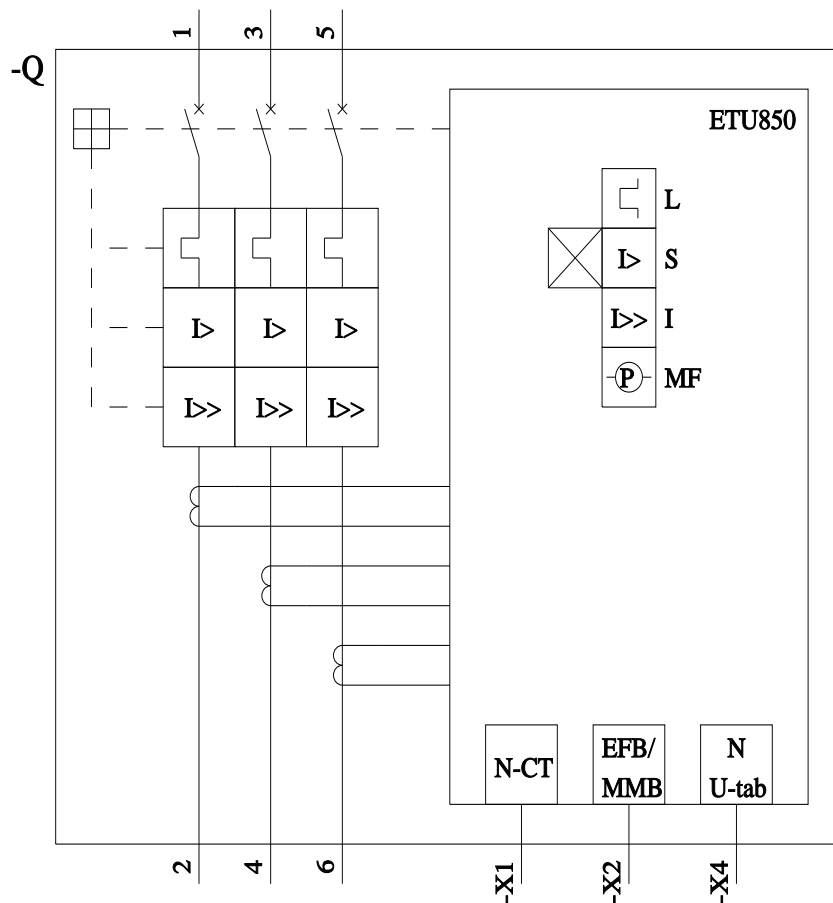 1
3
5
-Q
ETU850
L
I>
S
I>>
I
P
MF
I>
I>
I>
I>>
I>>
I>>
N-CT
EFB/
MMB
N
U-tab
2
4
6
-X1
-X2
-X4